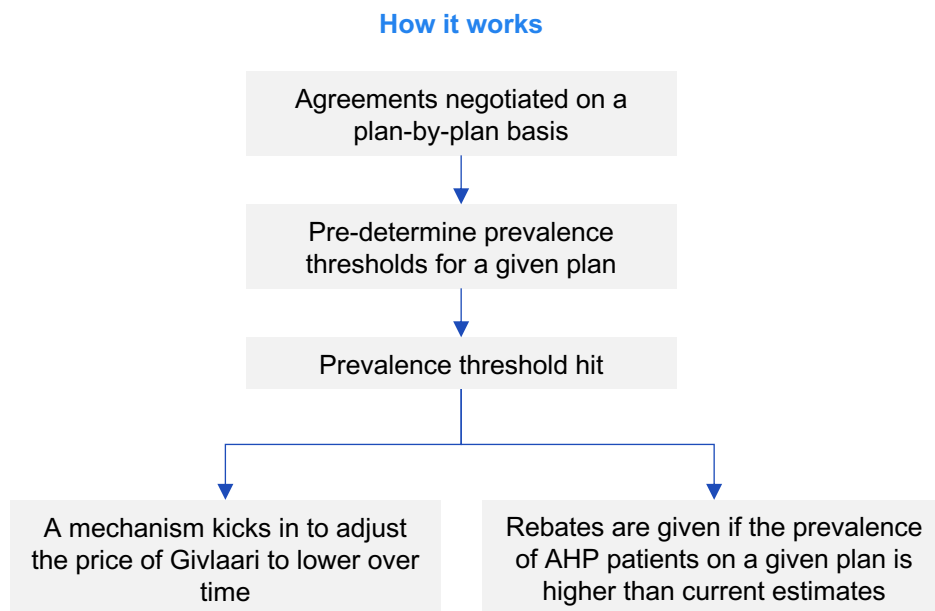 How it works
Agreements negotiated on a
plan-by-plan basis
Pre-determine prevalence
thresholds for a given plan
Prevalence threshold hit
A mechanism kicks in to adjust
the price of Givlaari to lower over
time
Rebates are given if the prevalence
of AHP patients on a given plan is
higher than current estimates